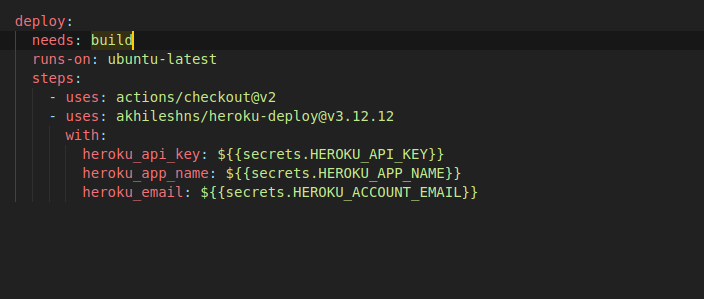 deploy:
needs: build
runs-on: ubuntu-latest
steps:
- uses: actions/checkout@v2
- uses: akhileshns/heroku-deploy@v3.12.12
with:
heroku_api_key: ${{secrets.HEROKU_API_KEY}}
heroku_app_name: ${{secrets.HEROKU_APP_NAME}}
heroku_email: ${{secrets.HEROKU_ACCOUNT_EMAIL}}